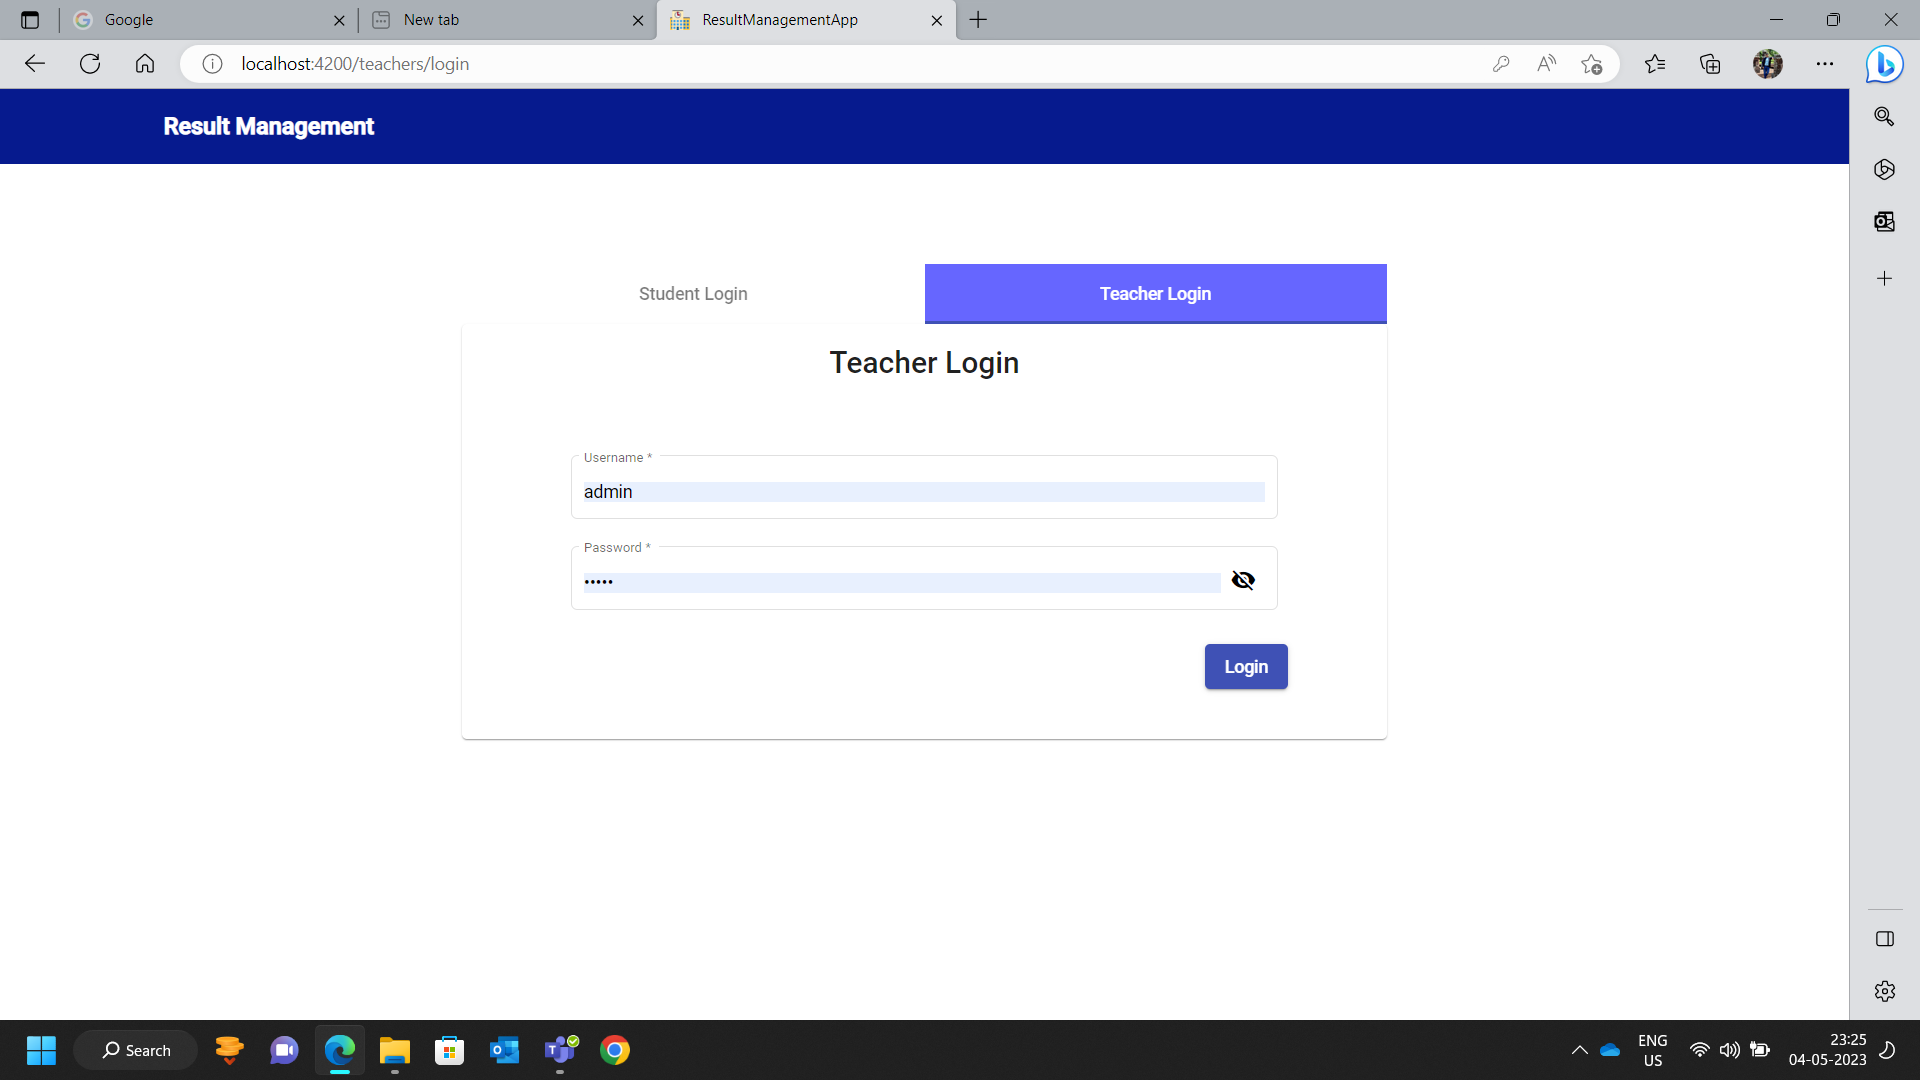 Google
New tab
ResultManagementApp
localhost:4200/teachers/login
Result Management
Student Login
Teacher Login
Teacher Login
Username *
admin
Password *
•••••
Login
Search
ENG
US
23:25
04-05-2023